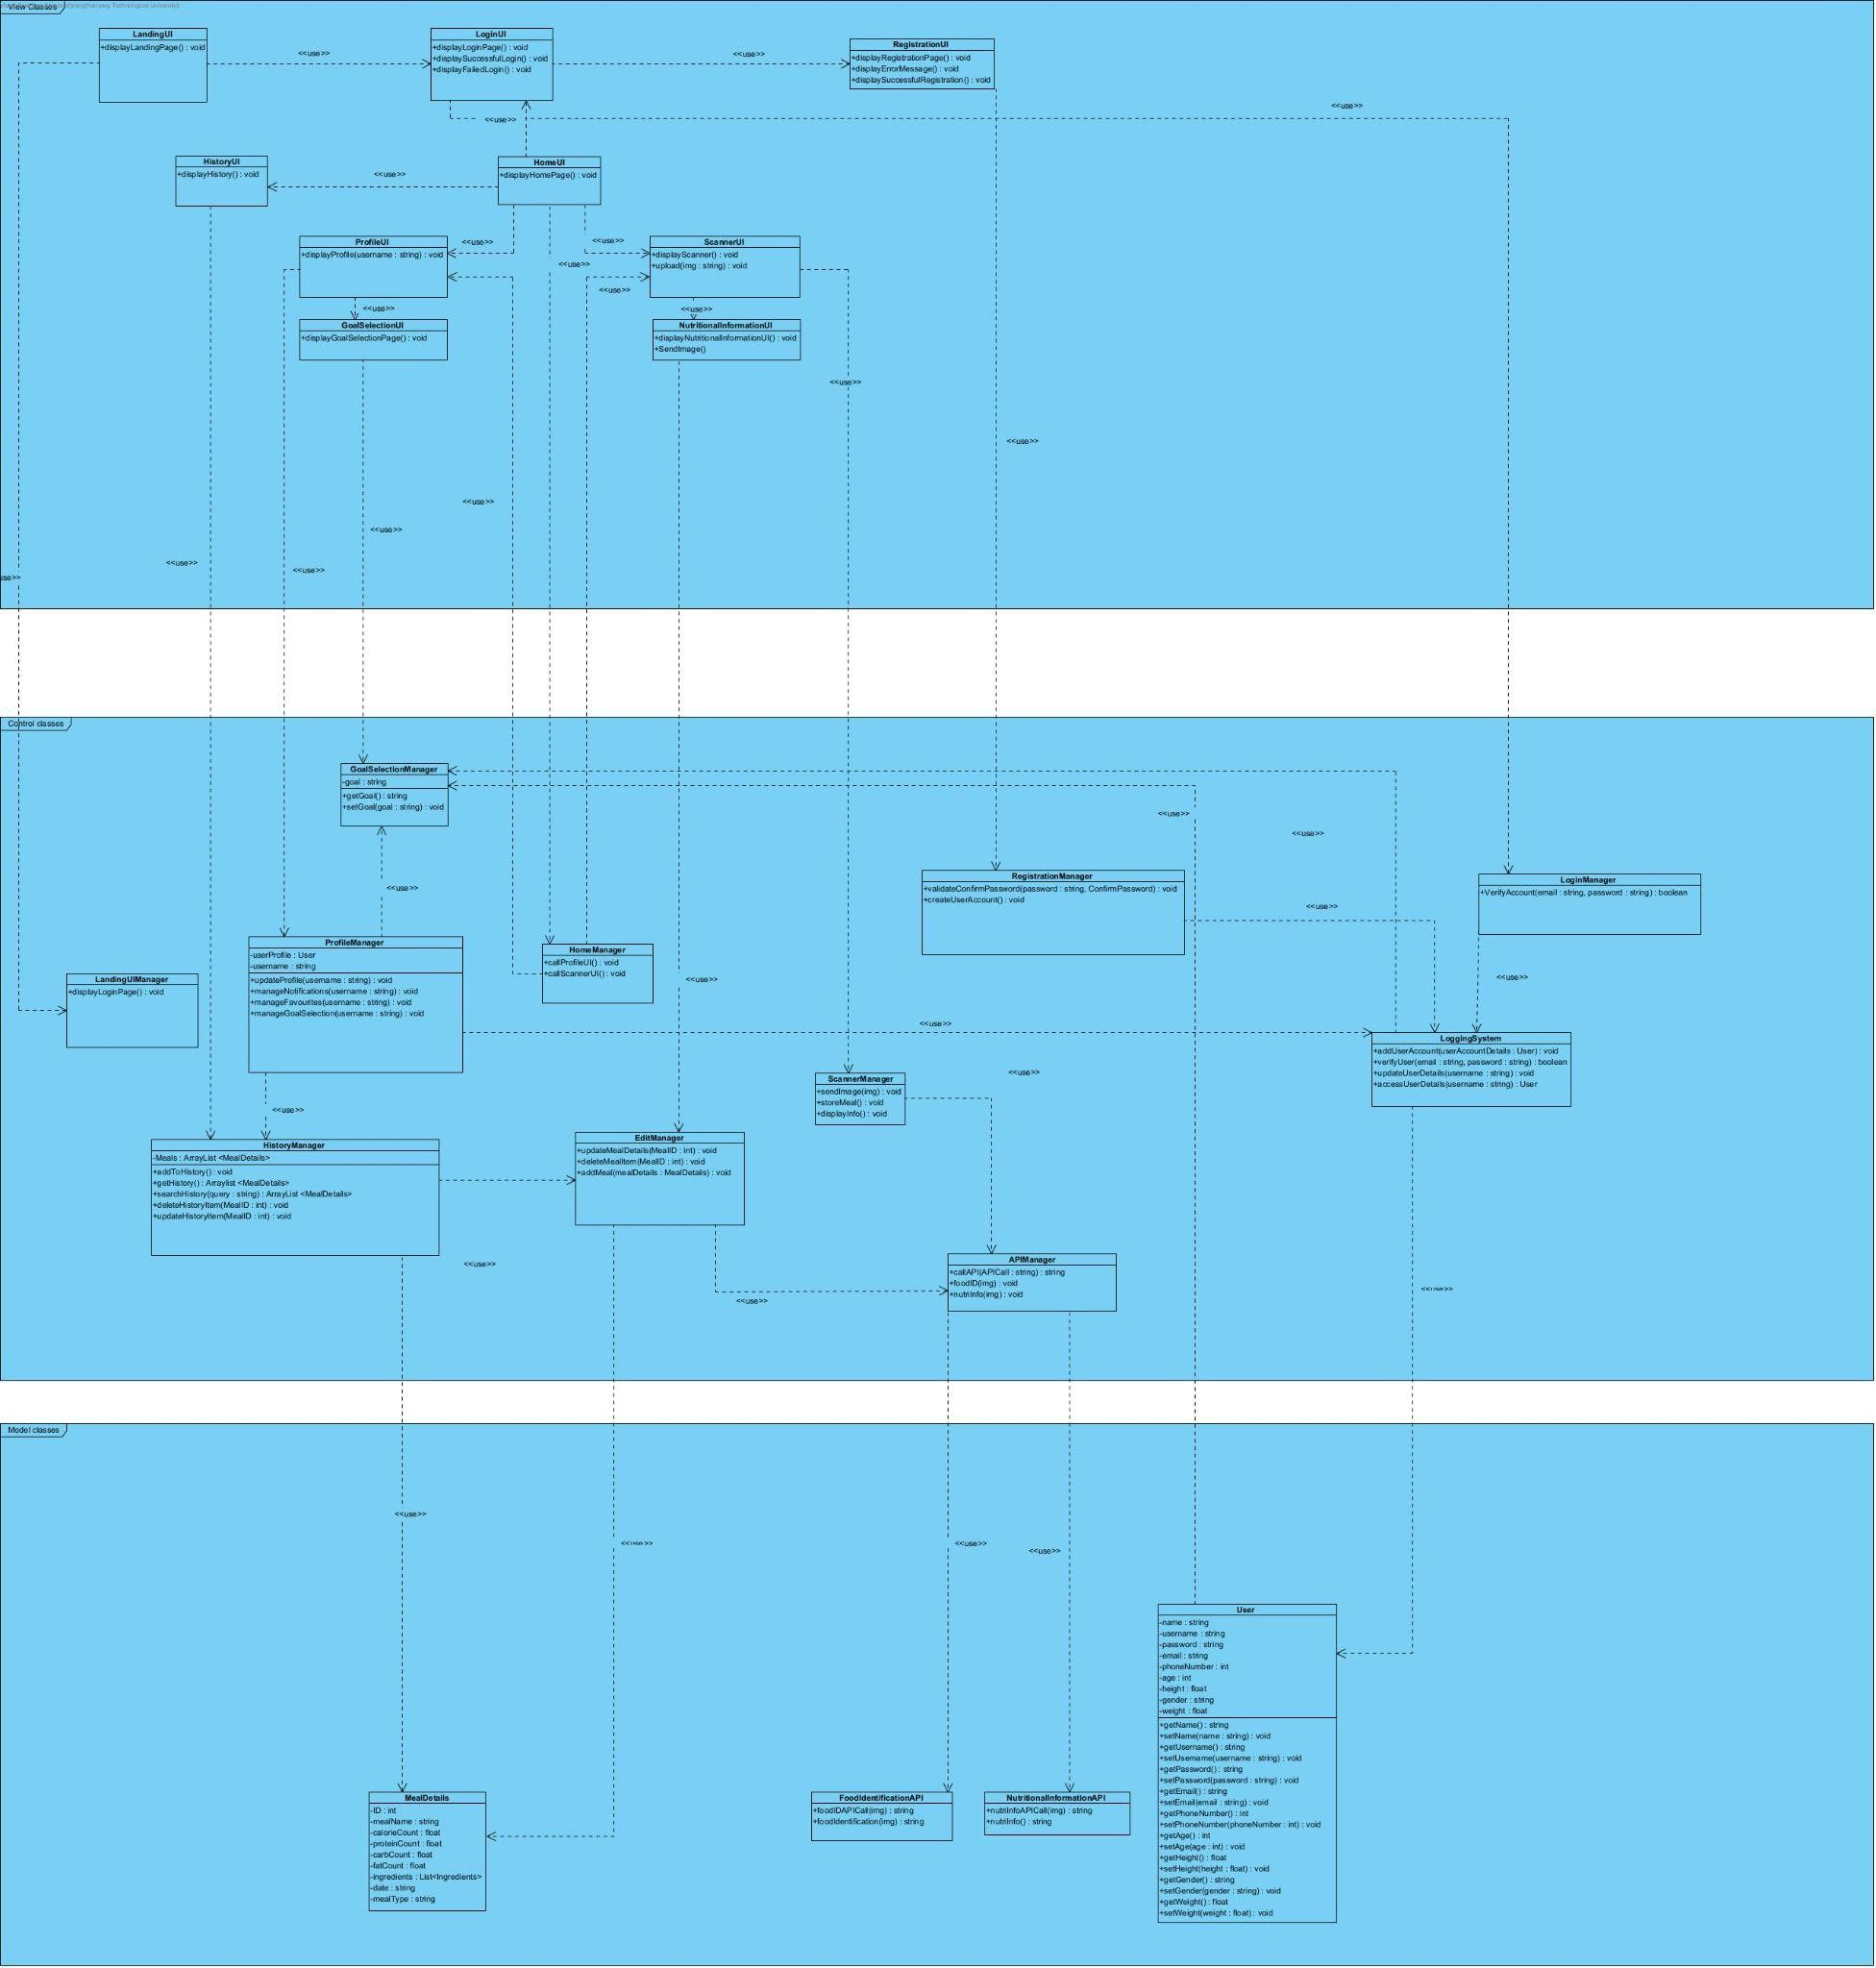 View Classes
LandingUI
+displayLandingPage() : void
<<use>>
LoginUI
+displayLoginPage() : void
+displaySuccessfulLogin() : void
+displayFailedLogin() : void
<<use>>
RegistrationUI
+displayRegistrationPage() : void
+displayErrorMessage() : void
+displaySuccessfulRegistration() : void
<<use>>
<<use>>
HistoryUI
+displayHistory() : void
<<use>>
HomeUI
+displayHomePage() : void
ProfileUI
+displayProfile(username : string) : void
<<use>>
<<use>>
<<use>>
<<use>>
ScannerUI
+displayScanner() : void
+upload(img : string) : void
<<use>>
<<use>>
GoalSelectionUI
+displayGoalSelectionPage() : void
NutritionalInformationUI
+displayNutritionalInformationUI() : void
+SendImage()
<<use>>
<<use>>
<<use>>
<<use>>
<<use>>
<<use>>
use>>
Control classes
GoalSelectionManager
-goal : string
+getGoal() : string
+setGoal(goal : string) : void
<<use>>
<<use>>
<<use>>
RegistrationManager
+validateConfirmPassword(password : string, ConfirmPassword) : void
+createUserAccount() : void
<<use>>
LoginManager
+VerifyAccount(email : string, password : string) : boolean
<<use>>
ProfileManager
-userProfile : User
-username : string
+updateProfile(username : string) : void
+manageNotifications(username : string) : void
+manageFavourites(username : string) : void
+manageGoalSelection(username : string) : void
HomeManager
+callProfileUI() : void
+callScannerUI() : void
<<use>>
LandingUIManager
+displayLoginPage() : void
<<use>>
LoggingSystem
+addUserAccount(userAccountDetails : User) : void
+verifyUser(email : string, password : string) : boolean
+updateUserDetails(username : string) : void
+accessUserDetails(username : string) : User
ScannerManager
+sendImage(img) : void
+storeMeal() : void
+displayInfo() : void
<<use>>
<<use>>
HistoryManager
-Meals : ArrayList <MealDetails>
+addToHistory() : void
+getHistory() : Arraylist <MealDetails>
+searchHistory(query : string) : ArrayList <MealDetails>
+deleteHistoryItem(MealID : int) : void
+updateHistoryItem(MealID : int) : void
EditManager
+updateMealDetails(MealID : int) : void
+deleteMealItem(MealID : int) : void
+addMeal(mealDetails : MealDetails) : void
<<use>>
APIManager
+callAPI(APICall : string) : string
+foodID(img) : void
+nutriInfo(img) : void
<<use>>
<<use>>
Model classes
<<use>>
<<use>>
<<use>>
<<use>>
User
-name : string
-username : string
-password : string
-email : string
-phoneNumber : int
-age : int
-height : float
-gender : string
-weight : float
+getName() : string
+setName(name : string) : void
+getUsername() : string
+setUsername(username : string) : void
+getPassword() : string
+setPassword(password : string) : void
+getEmail() : string
+setEmail(email : string) : void
+getPhoneNumber() : int
+setPhoneNumber(phoneNumber : int) : void
+getAge() : int
+setAge(age : int) : void
+getHeight() : float
+setHeight(height : float) : void
+getGender() : string
+setGender(gender : string) : void
+getWeight() : float
+setWeight(weight : float) : void
MealDetails
-ID : int
-mealName : string
-calorieCount : float
-proteinCount : float
-carbCount : float
-fatCount : float
-ingredients : List<Ingredients>
-date : string
-mealType : string
FoodIdentificationAPI
+foodIDAPICall(img) : string
+foodIdentification(img) : string
NutritionalInformationAPI
+nutriInfoAPICall(img) : string
+nutriInfo() : string